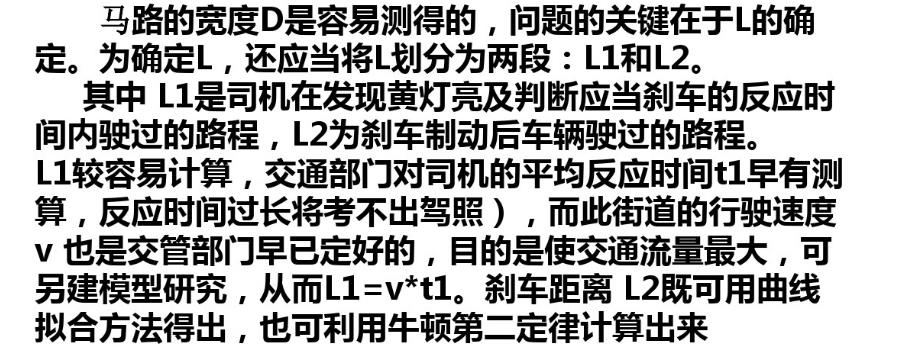 马路的宽度D是容易测得的，问题的关键在于L的确
定。为确定L，还应当将L划分为两段：L1和L2。
其中 L1是司机在发现黄灯亮及判断应当刹车的反应时
间内驶过的路程，L2为刹车制动后车辆驶过的路程。
L1较容易计算，交通部门对司机的平均反应时间t1早有测
算，反应时间过长将考不出驾照），而此街道的行驶速度
v 也是交管部门早已定好的，目的是使交通流量最大，可
另建模型研究，从而L1=v*t1。刹车距离 L2既可用曲线
拟合方法得出，也可利用牛顿第二定律计算出来